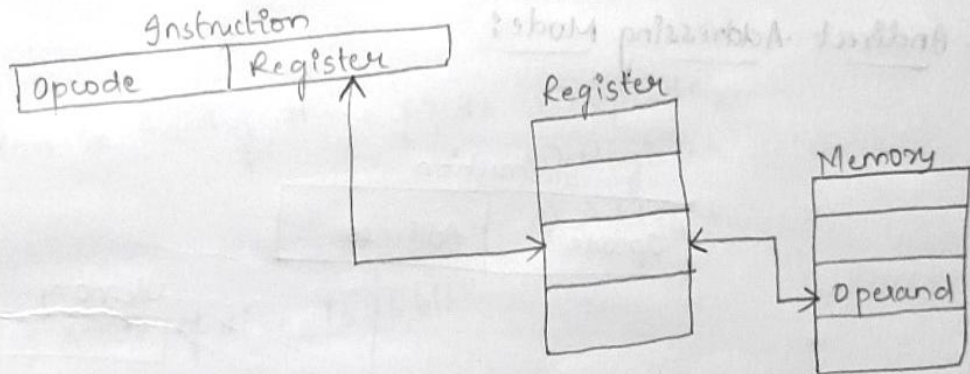 Instruction
Opcode Register
Register
Memory
Operand